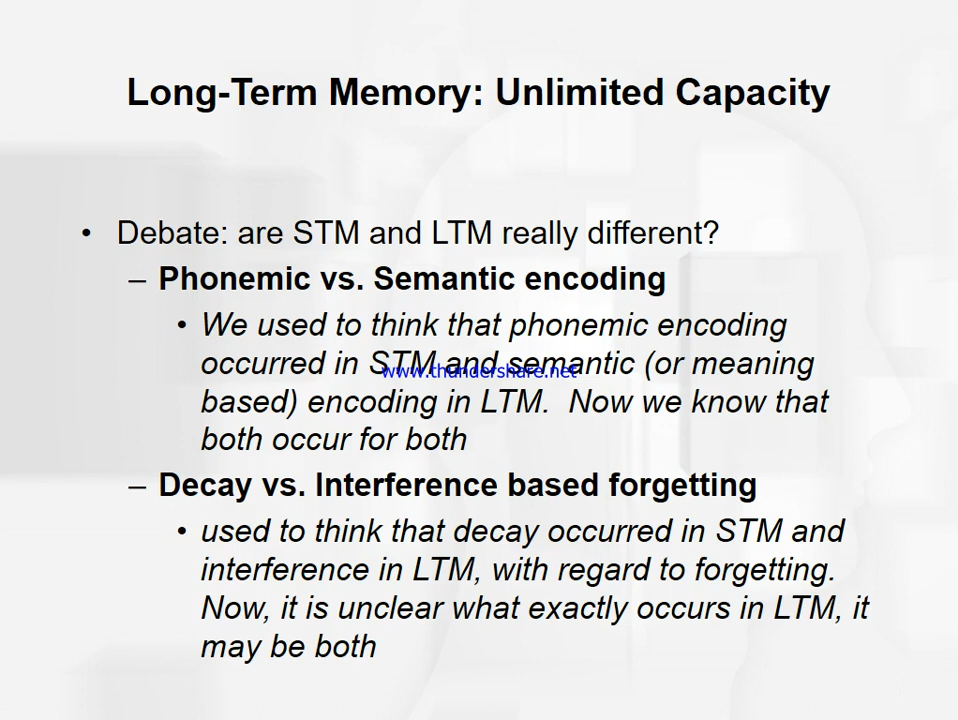 Long-Term Memory: Unlimited Capacity
• Debate: are STM and LTM really different?
– Phonemic vs. Semantic encoding
• We used to think that phonemic encoding
occurred in STM and semantic (or meaning
www.thundershare.net
based) encoding in LTM.  Now we know that
both occur for both
– Decay vs. Interference based forgetting
• used to think that decay occurred in STM and
interference in LTM, with regard to forgetting.
Now, it is unclear what exactly occurs in LTM, it
may be both